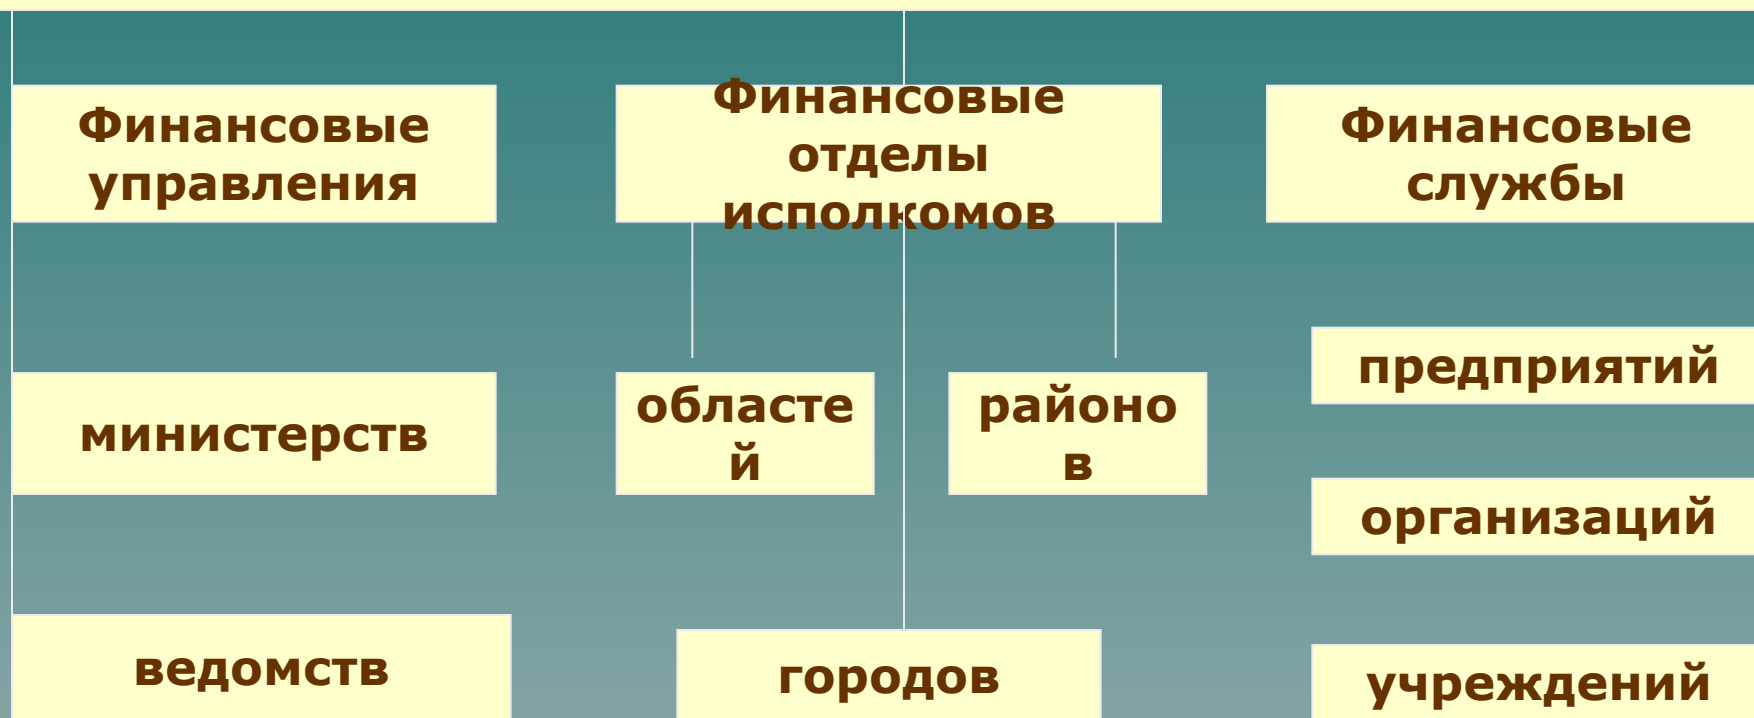 Финансовые
управления
Финансовые
отделы
исполкомов
Финансовые
службы
министерств
областе
й
районо
в
предприятий
организаций
ведомств
городов
учреждений